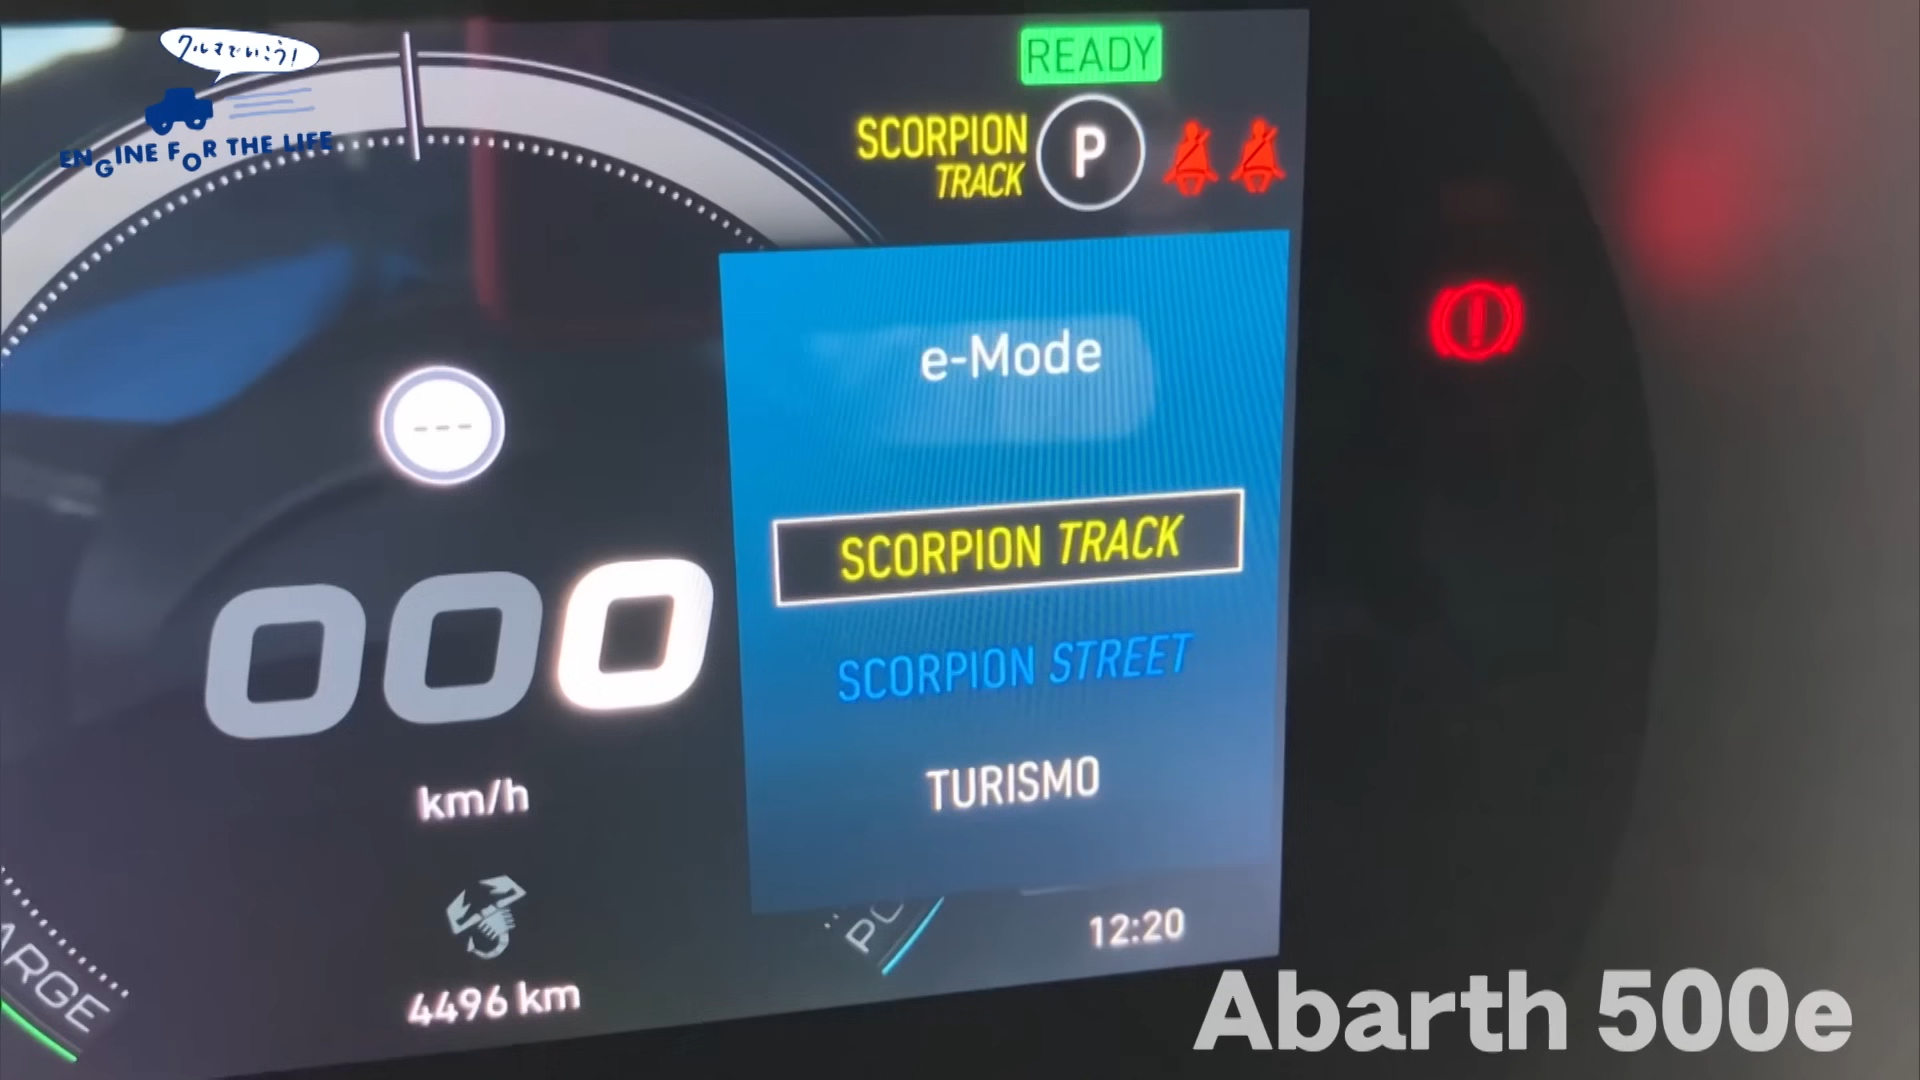 クルマでいこう!
ENGINE FOR THE LIFE
READY
SCORPION
TRACK
P
e-Mode
SCORPION TRACK
SCORPION STREET
TURISMO
---
000
km/h
4496 km
12:20
Abarth 500e